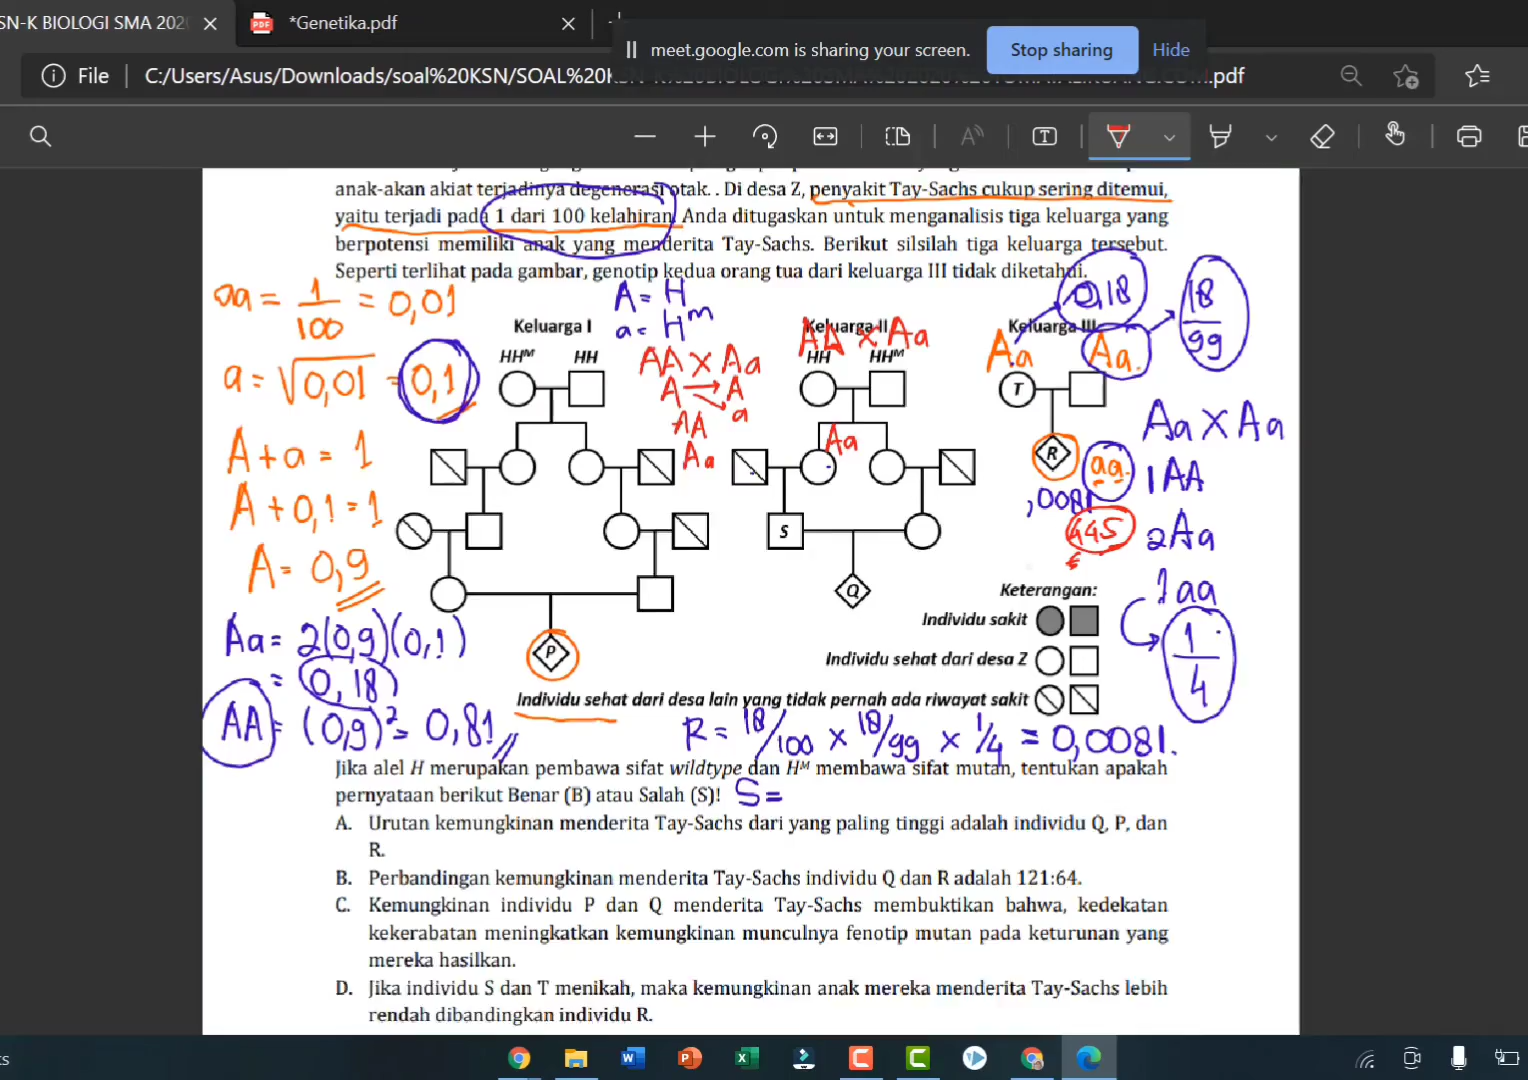 SN-K BIOLOGI SMA 202
*Genetika.pdf
meet.google.com is sharing your screen.
Stop sharing
Hide
File
C:/Users/Asus/Downloads/soal%20KSN/SOAL%20K
.pdf
anak-akan akiat terjadinya degenerasi otak. . Di desa Z, penyakit Tay-Sachs cukup sering ditemui,
yaitu terjadi pada 1 dari 100 kelahiran. Anda ditugaskan untuk menganalisis tiga keluarga yang
berpotensi memiliki anak yang menderita Tay-Sachs. Berikut silsilah tiga keluarga tersebut.
Seperti terlihat pada gambar, genotip kedua orang tua dari keluarga III tidak diketahui.
aa = 1/100 = 0,01
a = √0,01 = 0,1
A + a = 1
A + 0,1 = 1
A = 0,9
Aa = 2(0,9)(0,1)
= 0,18
AA = (0,9)² = 0,81
A = H
a = Hᵐ
Keluarga I
HHᴹ HH
AA x Aa
A → A
a
AA
Aa
P
AA x Aa
Keluarga II
HH HHᴹ
Aa
S
Q
0,18
18/99
Keluarga III
Aa
Aa
T
R
aa
,0081
445
Aa x Aa
1AA
2Aa
1aa
1/4
Keterangan:
Individu sakit
Individu sehat dari desa Z
Individu sehat dari desa lain yang tidak pernah ada riwayat sakit
R = 18/100 x 18/99 x 1/4 = 0,0081.
Jika alel H merupakan pembawa sifat wildtype dan Hᴹ membawa sifat mutan, tentukan apakah
pernyataan berikut Benar (B) atau Salah (S)!
S =
A. Urutan kemungkinan menderita Tay-Sachs dari yang paling tinggi adalah individu Q, P, dan
R.
B. Perbandingan kemungkinan menderita Tay-Sachs individu Q dan R adalah 121:64.
C. Kemungkinan individu P dan Q menderita Tay-Sachs membuktikan bahwa, kedekatan
kekerabatan meningkatkan kemungkinan munculnya fenotip mutan pada keturunan yang
mereka hasilkan.
D. Jika individu S dan T menikah, maka kemungkinan anak mereka menderita Tay-Sachs lebih
rendah dibandingkan individu R.